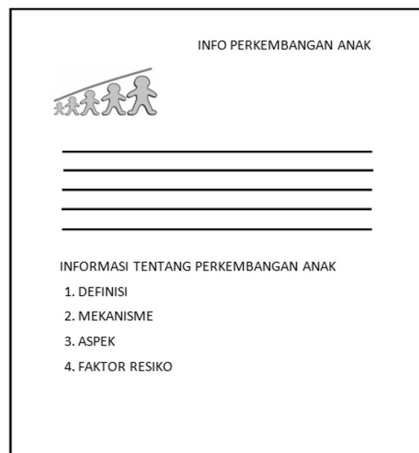 INFO PERKEMBANGAN ANAK
INFORMASI TENTANG PERKEMBANGAN ANAK
1. DEFINISI
2. MEKANISME
3. ASPEK
4. FAKTOR RESIKO